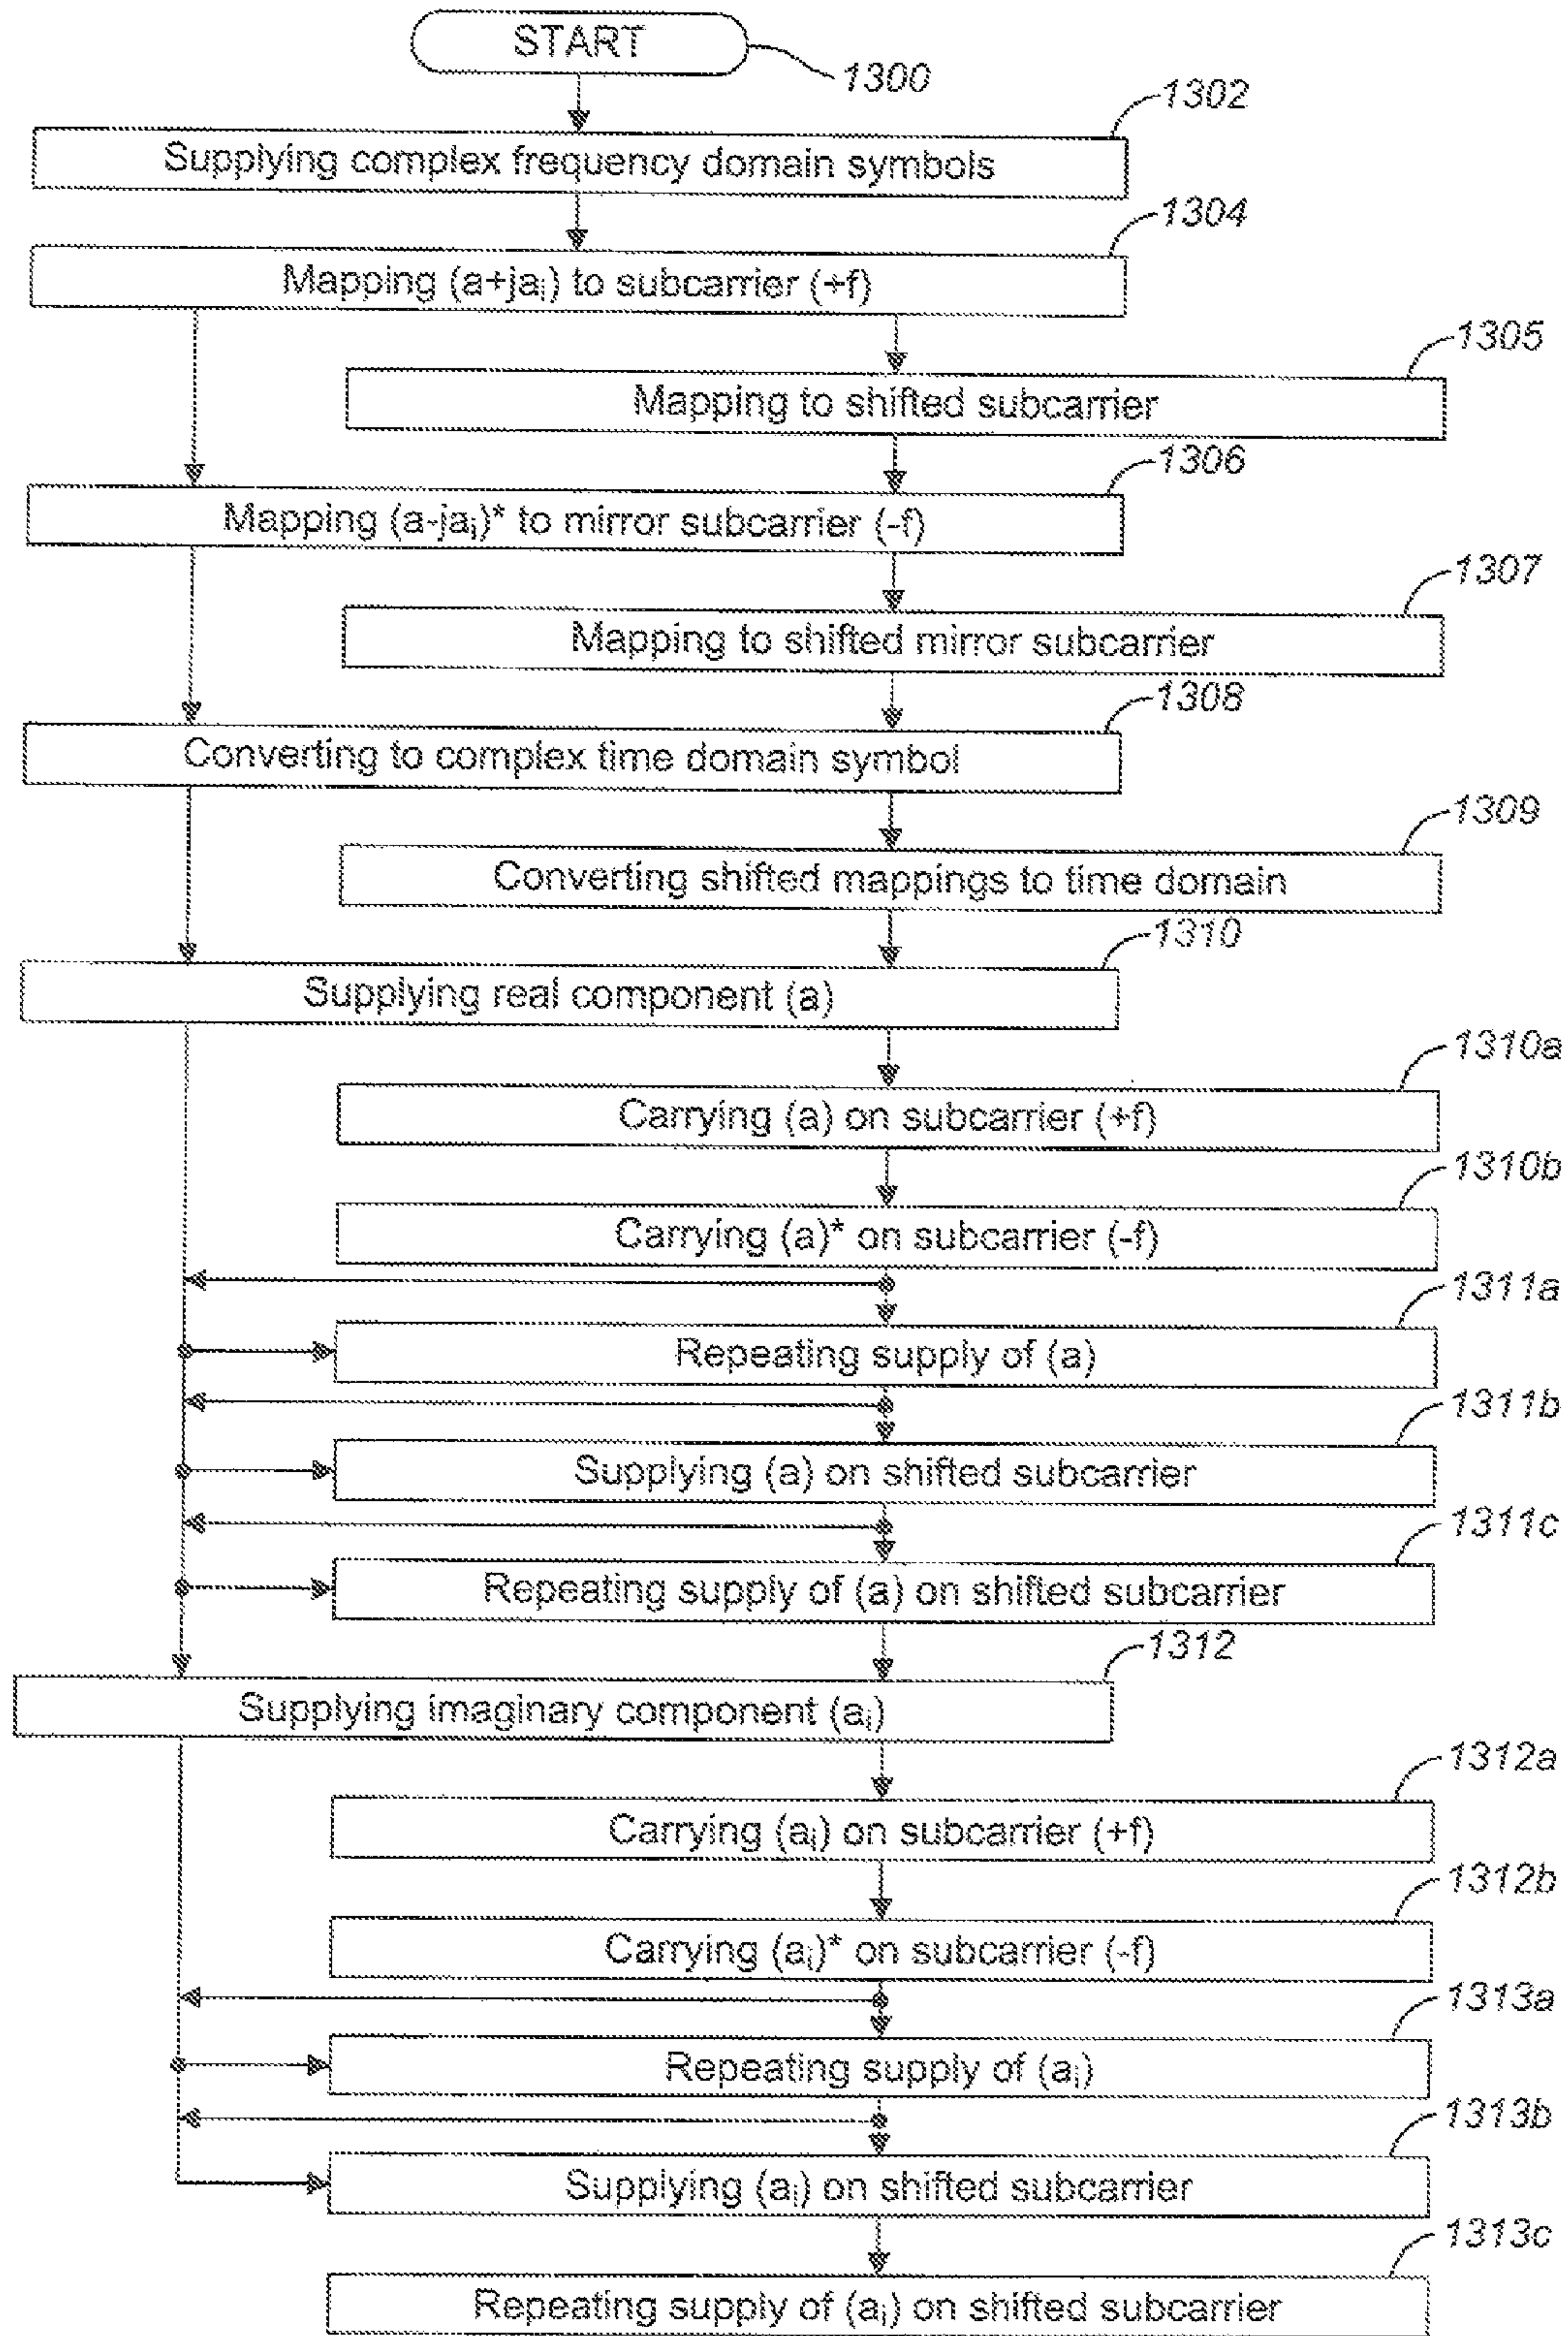 START
1300
1302
Supplying complex frequency domain symbols
1304
Mapping (a+jaᵢ) to subcarrier (+f)
1305
Mapping to shifted subcarrier
1306
Mapping (a-jaᵢ)* to mirror subcarrier (-f)
1307
Mapping to shifted mirror subcarrier
1308
Converting to complex time domain symbol
1309
Converting shifted mappings to time domain
1310
Supplying real component (a)
1310a
Carrying (a) on subcarrier (+f)
1310b
Carrying (a)* on subcarrier (-f)
1311a
Repeating supply of (a)
1311b
Supplying (a) on shifted subcarrier
1311c
Repeating supply of (a) on shifted subcarrier
1312
Supplying imaginary component (aᵢ)
1312a
Carrying (aᵢ) on subcarrier (+f)
1312b
Carrying (aᵢ)* on subcarrier (-f)
1313a
Repeating supply of (aᵢ)
1313b
Supplying (aᵢ) on shifted subcarrier
1313c
Repeating supply of (aᵢ) on shifted subcarrier